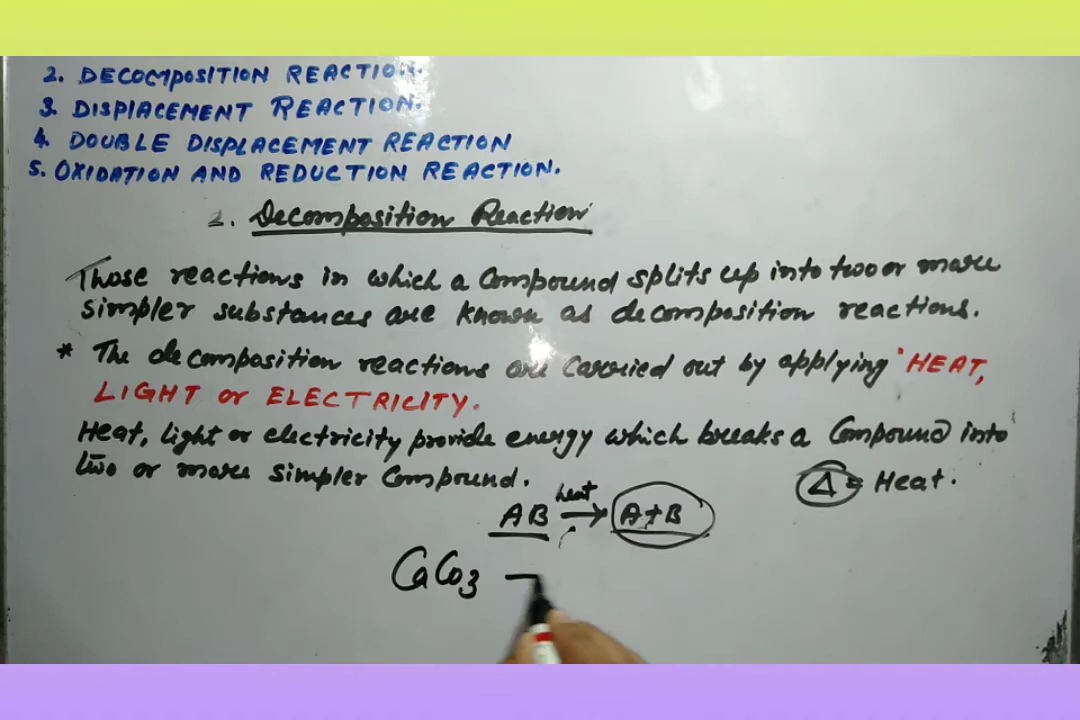 2. DECOMPOSITION REACTION.
3. DISPLACEMENT REACTION.
4. DOUBLE DISPLACEMENT REACTION
5. OXIDATION AND REDUCTION REACTION.
2. Decomposition Reaction
Those reactions in which a compound splits up into two or more
simpler substances are known as decomposition reactions.
* The decomposition reactions are carried out by applying HEAT,
LIGHT or ELECTRICITY.
Heat, light or electricity provide energy which breaks a compound into
two or more simpler compound.
Δ = Heat.
heat
AB → A+B
CaCO3